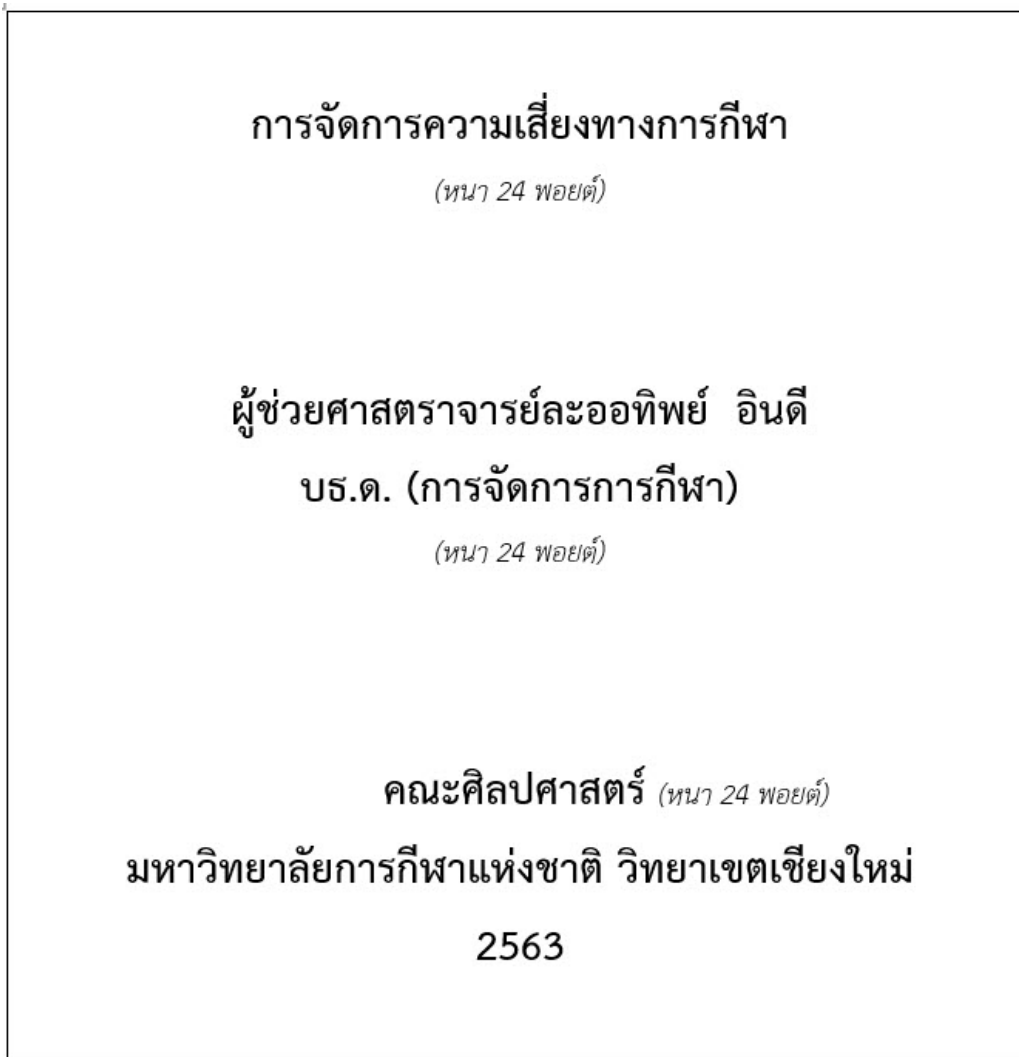 การจัดการความเสี่ยงทางการกีฬา
(หนา 24 พอยต์)
ผู้ช่วยศาสตราจารย์ละออทิพย์ อินดี
บธ.ด. (การจัดการการกีฬา)
(หนา 24 พอยต์)
คณะศิลปศาสตร์ (หนา 24 พอยต์)
มหาวิทยาลัยการกีฬาแห่งชาติ วิทยาเขตเชียงใหม่
2563